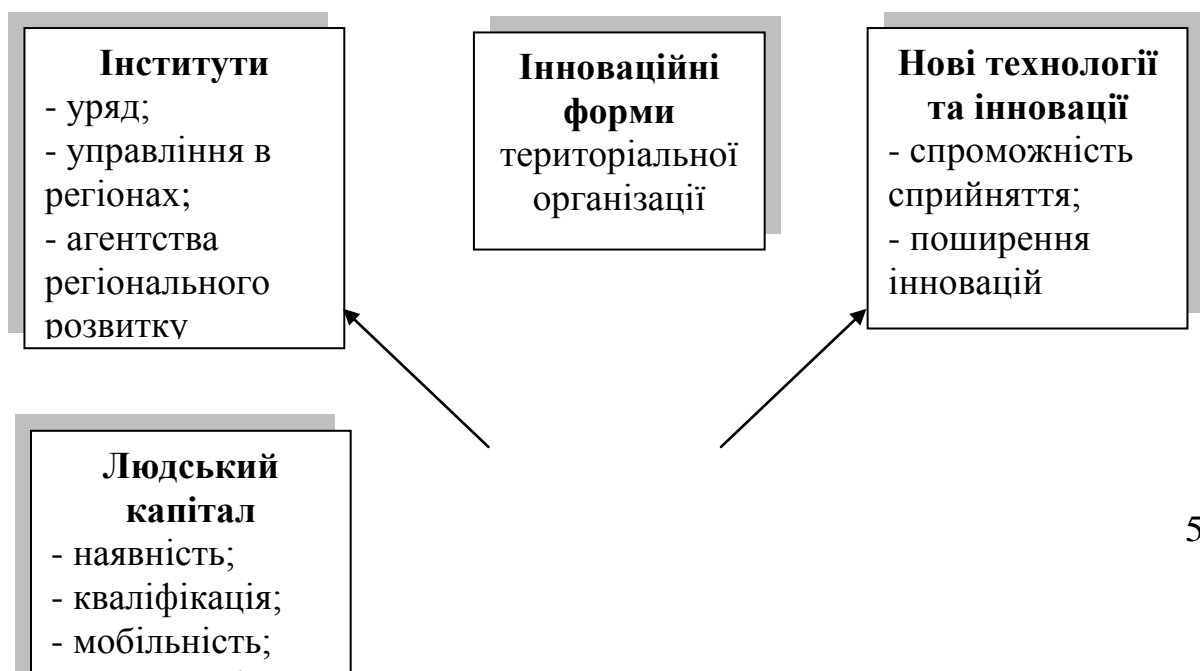 Інститути
- уряд;
- управління в
регіонах;
- агентства
регіонального
розвитку
Інноваційні
форми
територіальної
організації
Нові технології
та інновації
- спроможність
сприйняття;
- поширення
інновацій
Людський
капітал
- наявність;
- кваліфікація;
- мобільність;
5